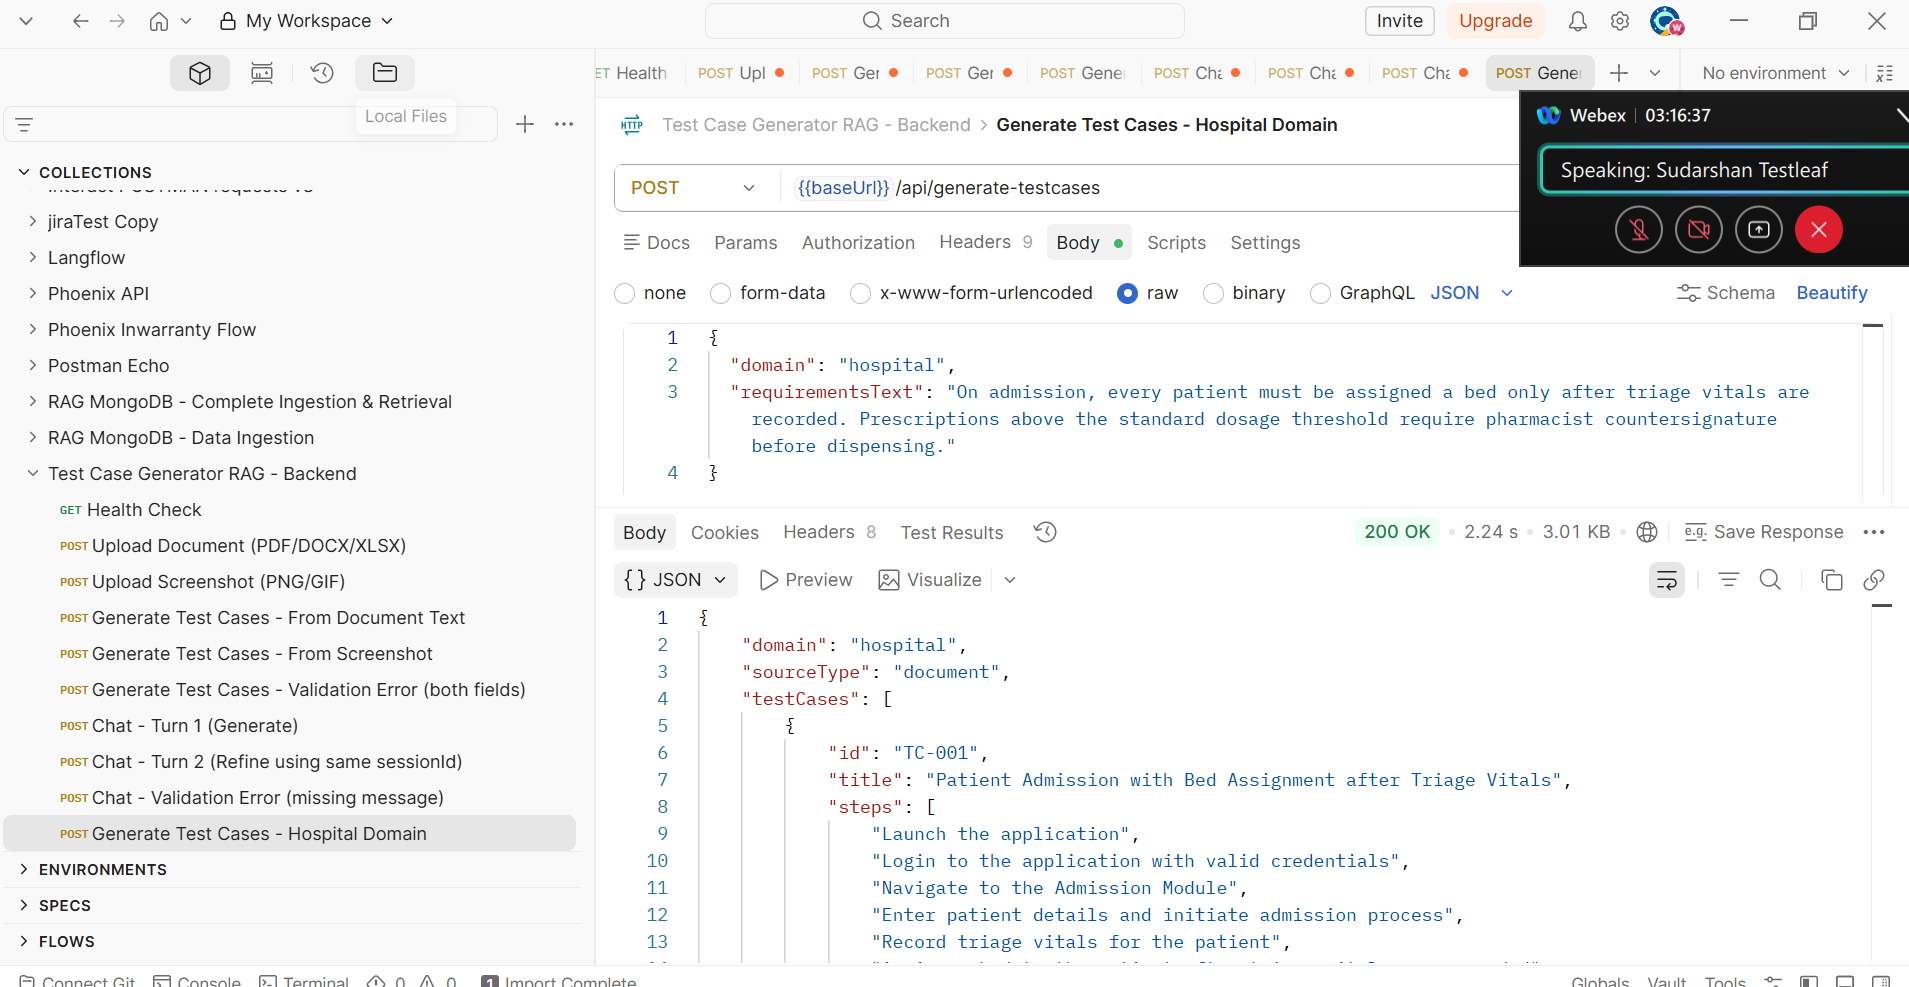 My Workspace
Search
Invite
Upgrade
Local Files
COLLECTIONS
jiraTest Copy
Langflow
Phoenix API
Phoenix Inwarranty Flow
Postman Echo
RAG MongoDB - Complete Ingestion & Retrieval
RAG MongoDB - Data Ingestion
Test Case Generator RAG - Backend
GET Health Check
POST Upload Document (PDF/DOCX/XLSX)
POST Upload Screenshot (PNG/GIF)
POST Generate Test Cases - From Document Text
POST Generate Test Cases - From Screenshot
POST Generate Test Cases - Validation Error (both fields)
POST Chat - Turn 1 (Generate)
POST Chat - Turn 2 (Refine using same sessionId)
POST Chat - Validation Error (missing message)
POST Generate Test Cases - Hospital Domain
ENVIRONMENTS
SPECS
FLOWS
ET Health POST Upl POST Ger POST Ger POST Gene POST Cha POST Cha POST Cha POST Gene No environment
HTTP Test Case Generator RAG - Backend > Generate Test Cases - Hospital Domain
Webex 03:16:37
Speaking: Sudarshan Testleaf
POST {{baseUrl}} /api/generate-testcases
Docs Params Authorization Headers 9 Body Scripts Settings
none form-data x-www-form-urlencoded raw binary GraphQL JSON Schema Beautify
1 {
2 "domain": "hospital",
3 "requirementsText": "On admission, every patient must be assigned a bed only after triage vitals are
recorded. Prescriptions above the standard dosage threshold require pharmacist countersignature
before dispensing."
4 }
Body Cookies Headers 8 Test Results 200 OK 2.24 s 3.01 KB e.g. Save Response
{} JSON Preview Visualize
1 {
2 "domain": "hospital",
3 "sourceType": "document",
4 "testCases": [
5 {
6 "id": "TC-001",
7 "title": "Patient Admission with Bed Assignment after Triage Vitals",
8 "steps": [
9 "Launch the application",
10 "Login to the application with valid credentials",
11 "Navigate to the Admission Module",
12 "Enter patient details and initiate admission process",
13 "Record triage vitals for the patient",
Connect Git Console Terminal 0 0 1 Import Complete
Globals Vault Tools